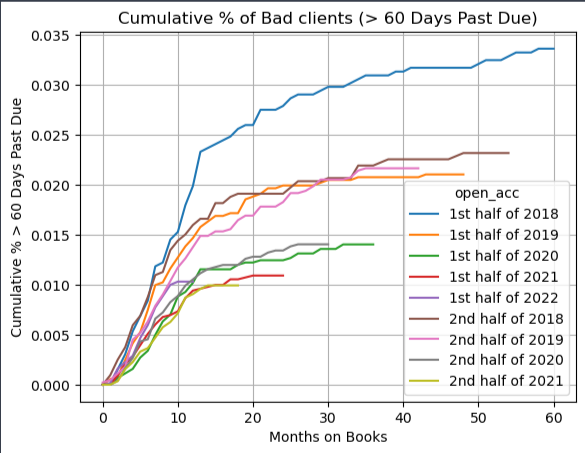 Cumulative % of Bad clients (> 60 Days Past Due)
Cumulative % > 60 Days Past Due
0.035
0.030
0.025
0.020
0.015
0.010
0.005
0.000
open_acc
1st half of 2018
1st half of 2019
1st half of 2020
1st half of 2021
1st half of 2022
2nd half of 2018
2nd half of 2019
2nd half of 2020
2nd half of 2021
0 10 20 30 40 50 60
Months on Books